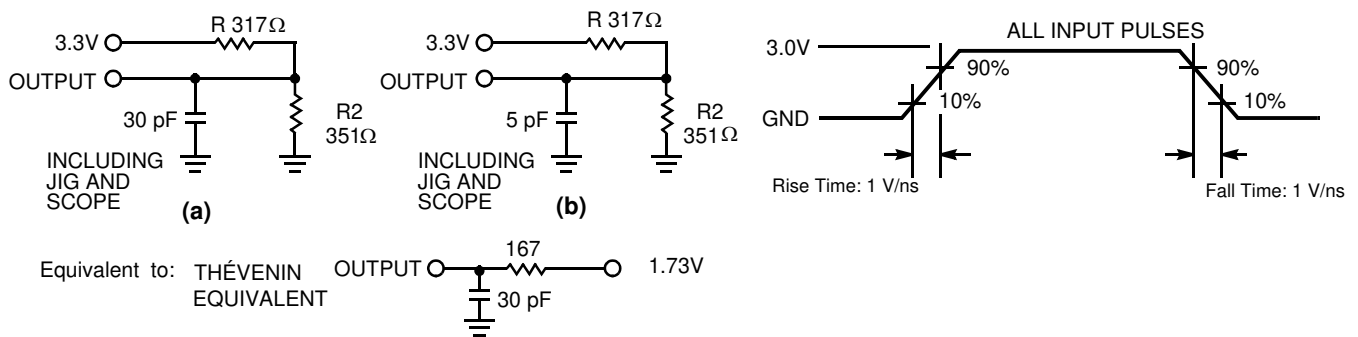 R 317Ω
3.3V
OUTPUT
30 pF
R2
351Ω
INCLUDING
JIG AND
SCOPE
(a)
R 317Ω
3.3V
OUTPUT
5 pF
R2
351Ω
INCLUDING
JIG AND
SCOPE
(b)
ALL INPUT PULSES
3.0V
90%
10%
GND
90%
10%
Rise Time: 1 V/ns
Fall Time: 1 V/ns
Equivalent to: THÉVENIN
EQUIVALENT
OUTPUT
167
1.73V
30 pF